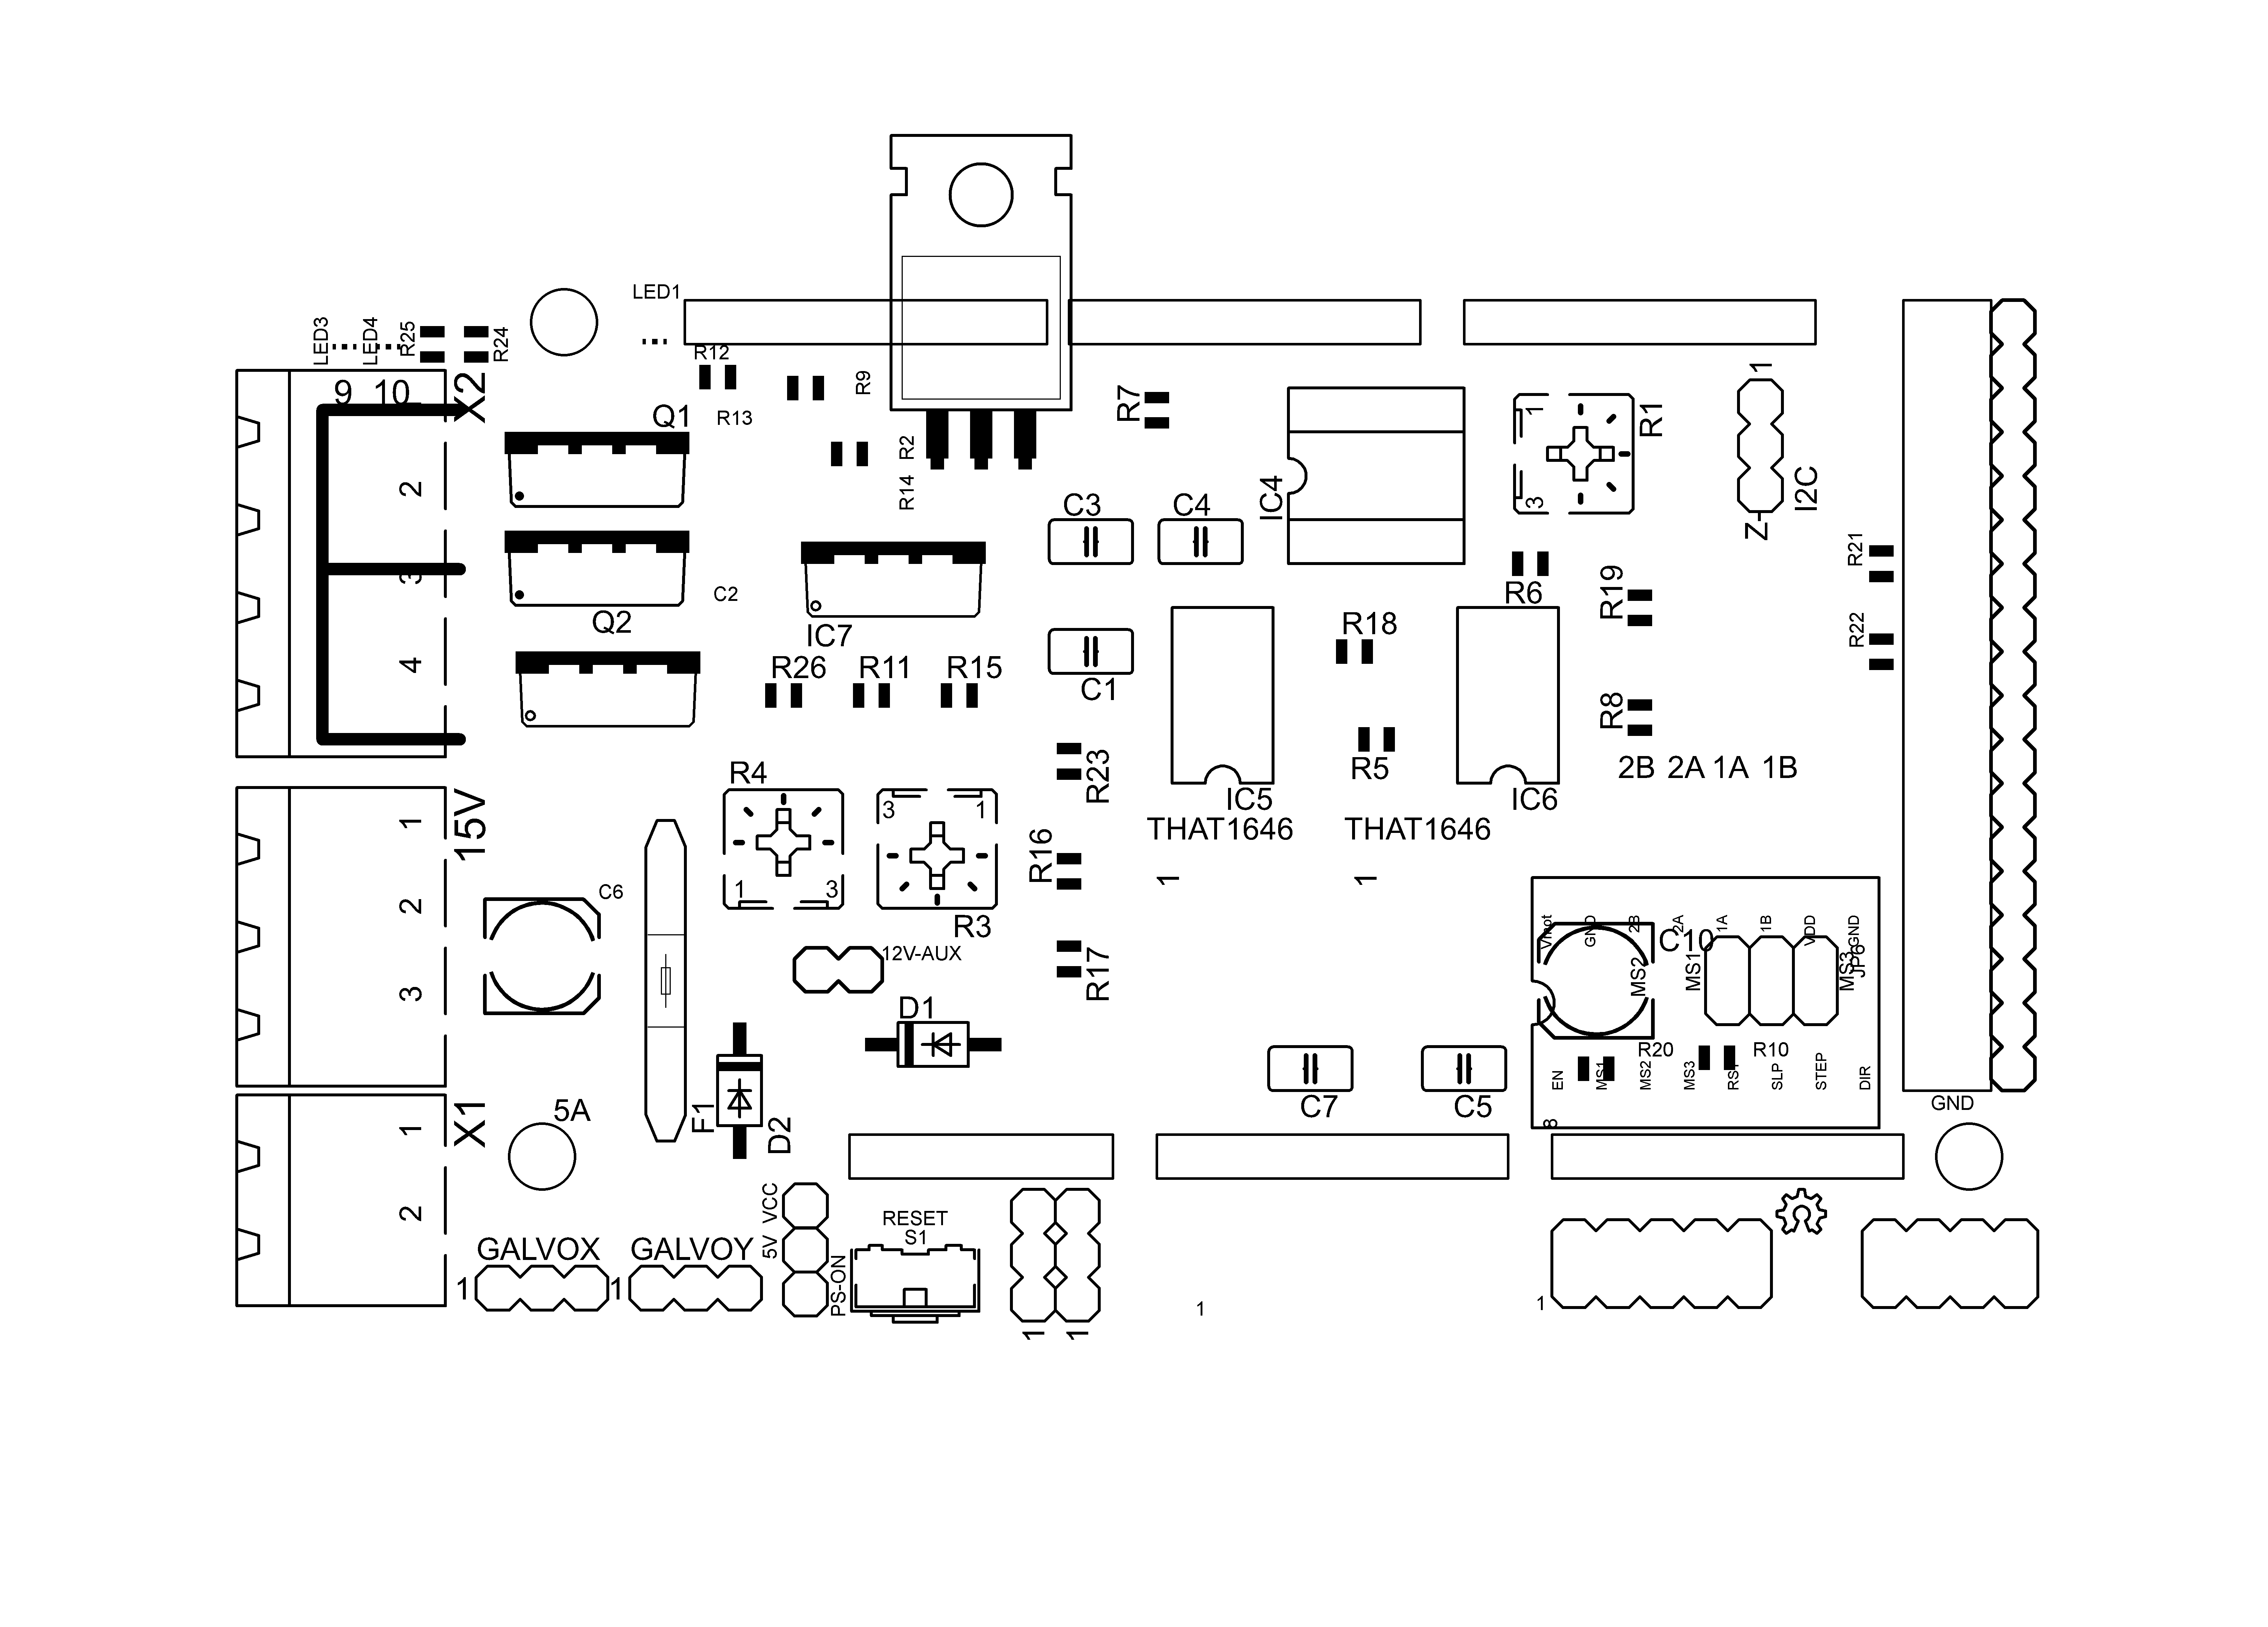 LED1
LED3
LED4
R25
R24
R12
R9
R7
9 10
X2
Q1
R13
R2
R14
1
3
R1
1
I2C
Z-
2
3
4
C3
C4
IC4
R21
R22
Q2
C2
IC7
R6
R19
R18
R26
R11
R15
C1
R8
R5
R23
2B 2A 1A 1B
R4
IC5
IC6
15V
1
2
3
3
1
1
3
THAT1646
THAT1646
R16
1
1
C6
R3
12V-AUX
R17
D1
Vmot
GND
2B
2A
1A
1B
VDD
GND
C10
MS2
MS1
MS3
JP6
R20
R10
EN
MS1
MS2
MS3
RST
SLP
STEP
DIR
8
GND
C7
C5
X1
1
2
5A
F1
D2
VCC
5V
PS-ON
RESET
S1
GALVOX
GALVOY
1
1
1
1
1
1